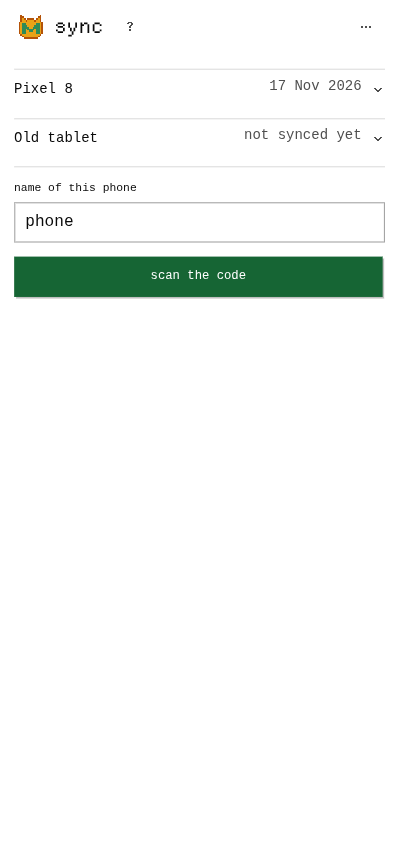 sync ? ...
Pixel 8 17 Nov 2026
Old tablet not synced yet
name of this phone
phone
scan the code